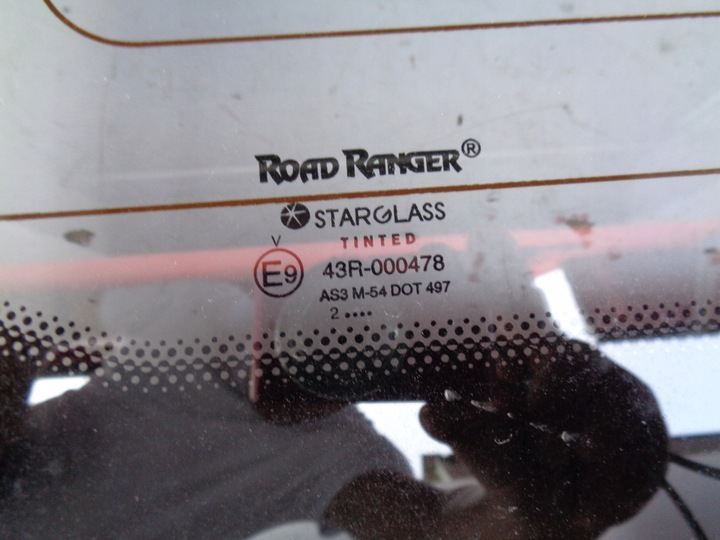 ROAD RANGER®
STARGLASS
TINTED
V
E9 43R-000478
AS3 M-54 DOT 497
2 ••••